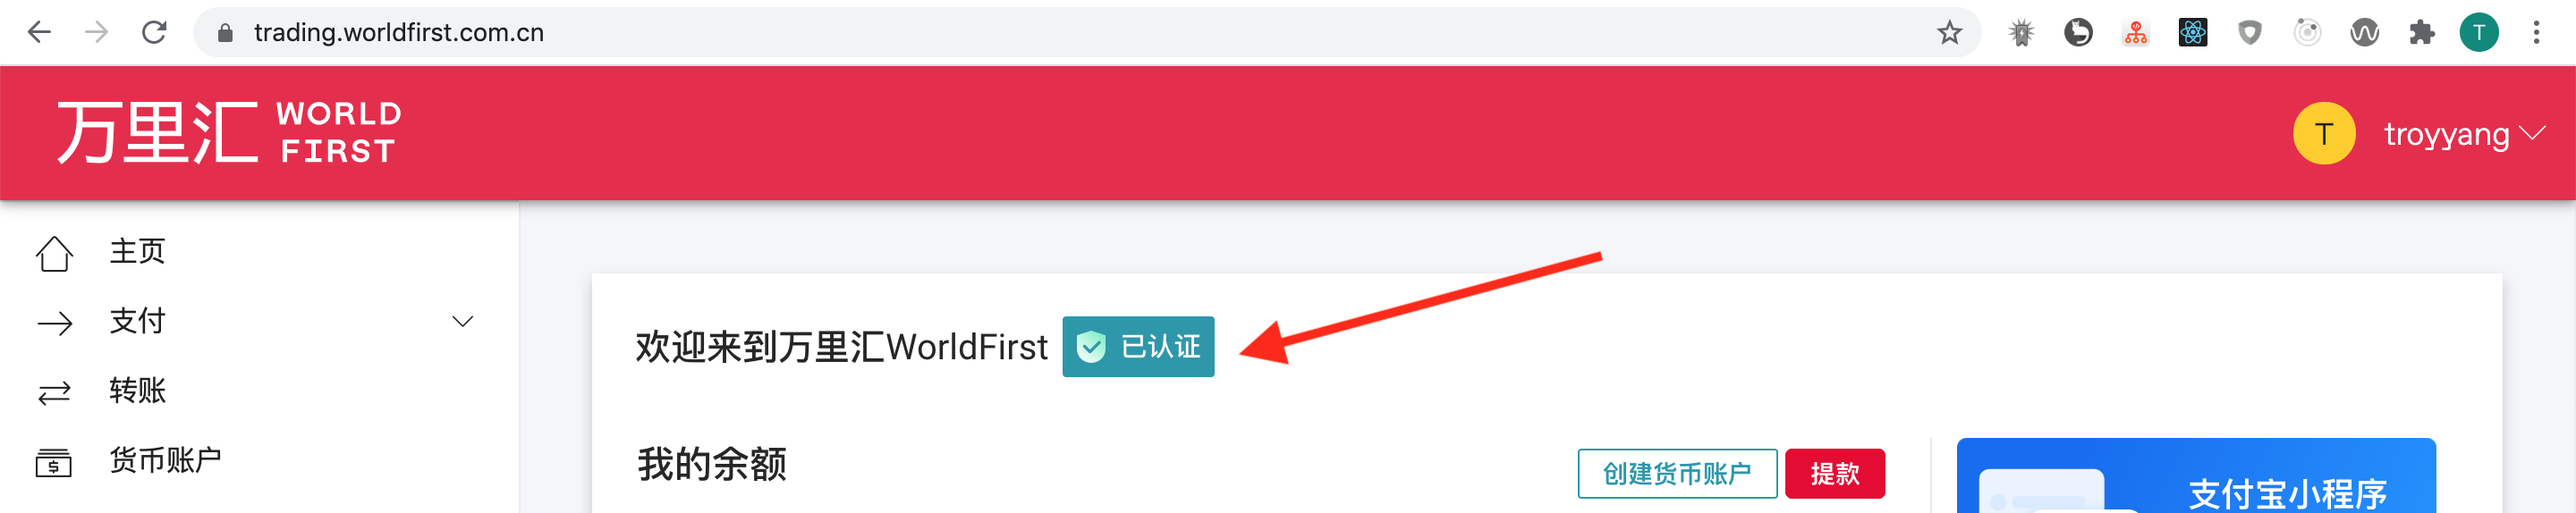 trading.worldfirst.com.cn
T
万里汇 WORLD FIRST
T
troyyang
主页
支付
转账
货币账户
欢迎来到万里汇WorldFirst
已认证
我的余额
创建货币账户
提款
支付宝小程序